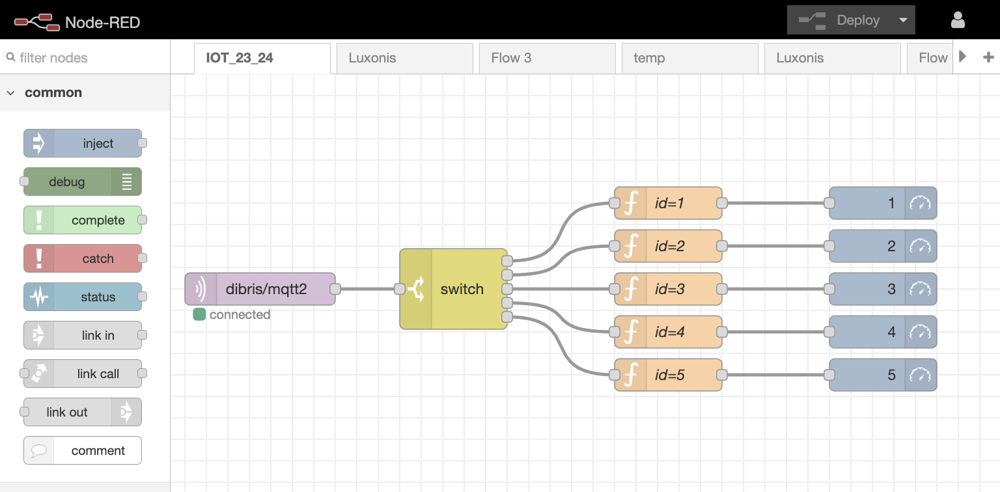 Node-RED
Deploy
filter nodes
IOT_23_24
Luxonis
Flow 3
temp
Luxonis
Flow
common
inject
debug
complete
catch
status
link in
link call
link out
comment
dibris/mqtt2
connected
switch
id=1
1
id=2
2
id=3
3
id=4
4
id=5
5